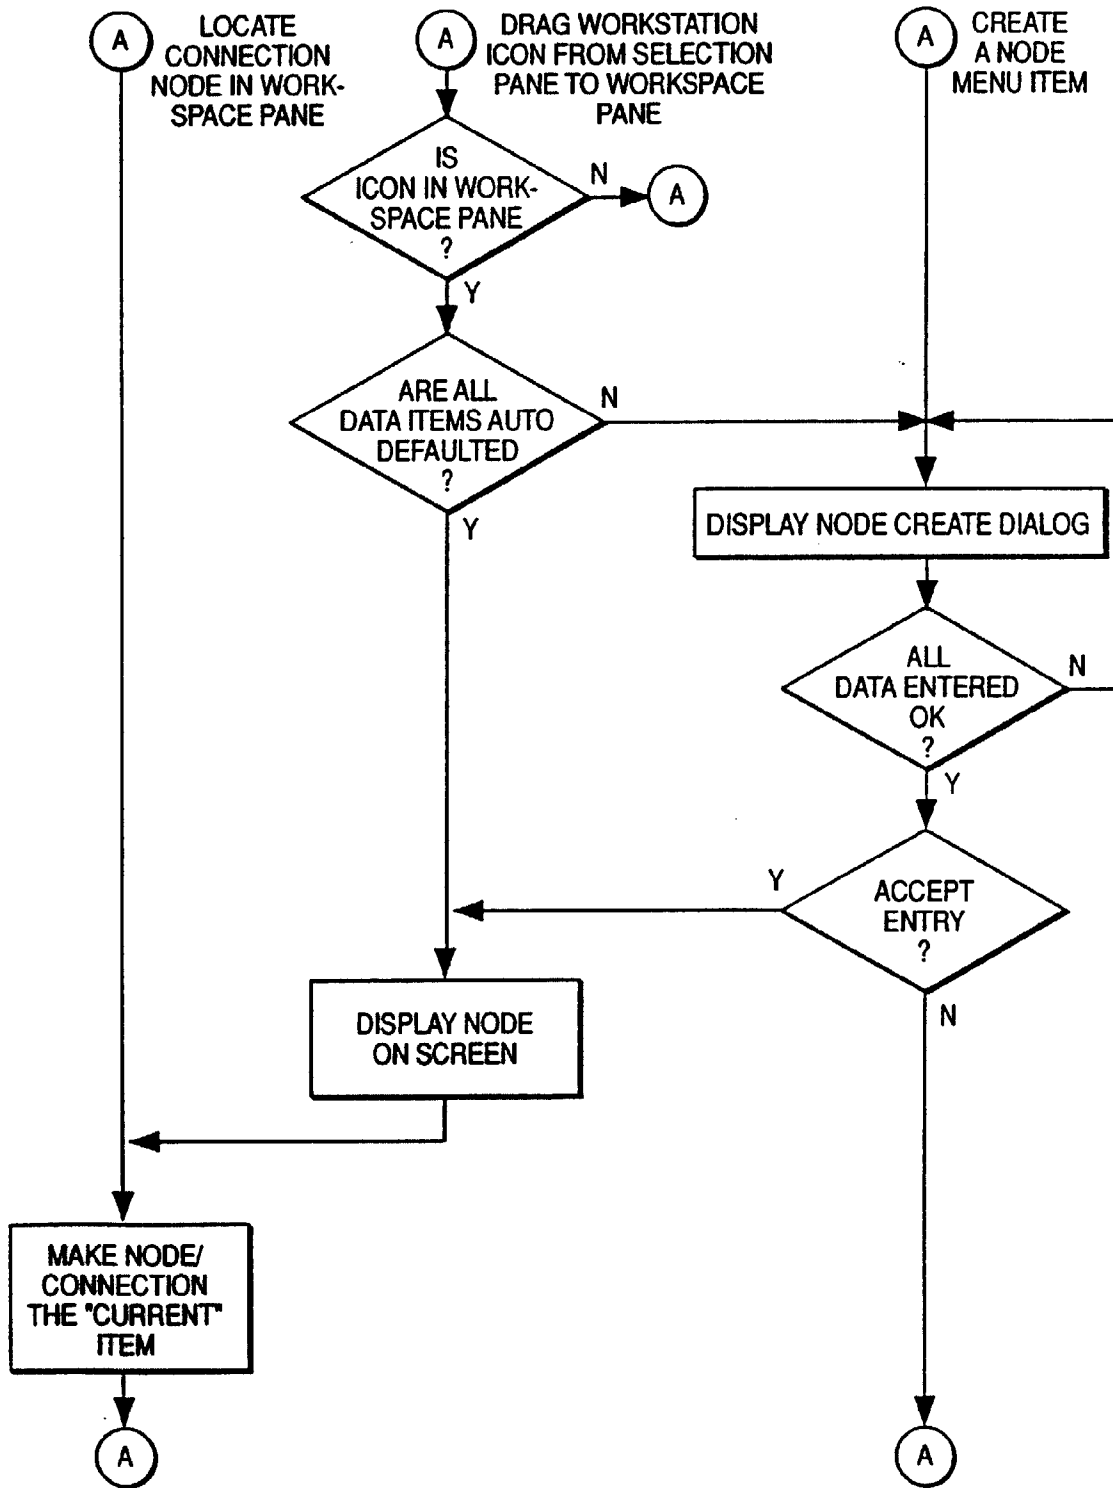 A
LOCATE
CONNECTION
NODE IN WORK-
SPACE PANE
A
DRAG WORKSTATION
ICON FROM SELECTION
PANE TO WORKSPACE
PANE
A
CREATE
A NODE
MENU ITEM
IS
ICON IN WORK-
SPACE PANE
?
N
A
Y
ARE ALL
DATA ITEMS AUTO
DEFAULTED
?
N
Y
DISPLAY NODE CREATE DIALOG
ALL
DATA ENTERED
OK
?
N
Y
ACCEPT
ENTRY
?
Y
N
DISPLAY NODE
ON SCREEN
MAKE NODE/
CONNECTION
THE "CURRENT"
ITEM
A
A